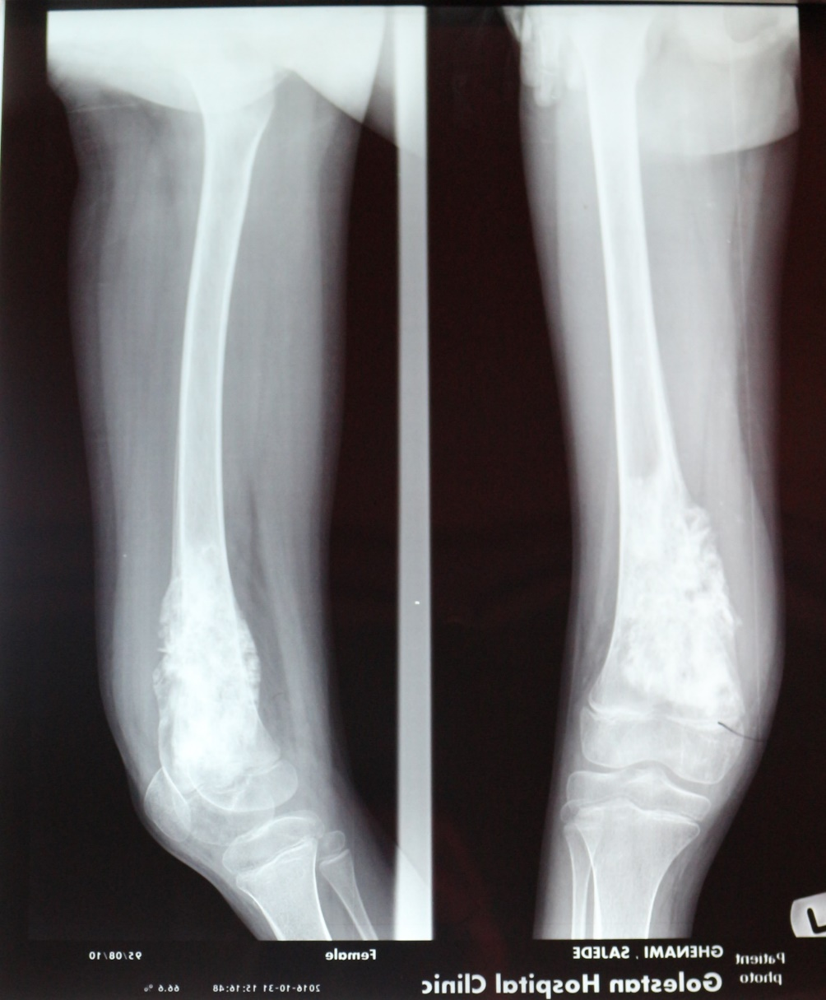 L
GHENAMI , SAJEDE
Patient
photo
Golestan Hospital Clinic
Female
95/08/10
2016-10-31 15:16:48
66.6 %